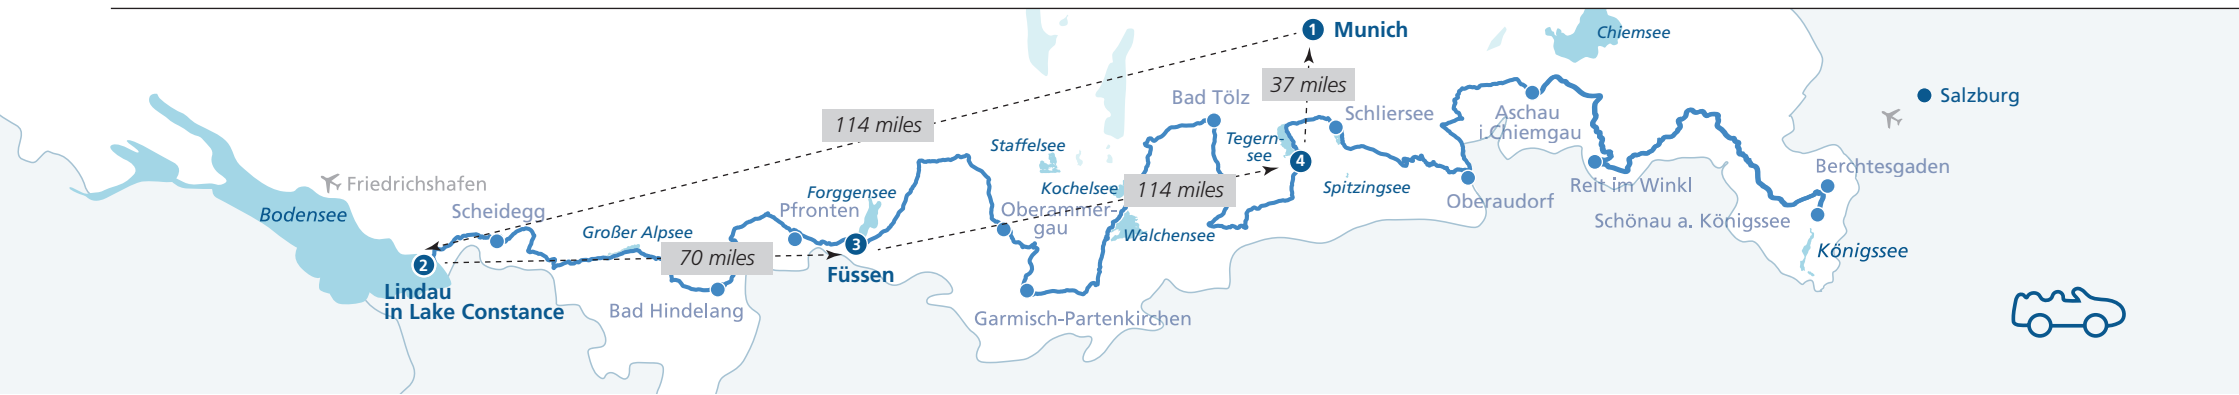 1 Munich
Chiemsee
37 miles
Bad Tölz
Salzburg
Schliersee
Aschau
i.Chiemgau
114 miles
Staffelsee
Tegern-
see
4
Friedrichshafen
Kochelsee
114 miles
Spitzingsee
Berchtesgaden
Reit im Winkl
Forggensee
Oberaudorf
Bodensee
Scheidegg
Pfronten
Oberammer-
gau
Schönau a. Königssee
Großer Alpsee
Walchensee
3
Füssen
Königssee
70 miles
2
Lindau
in Lake Constance
Bad Hindelang
Garmisch-Partenkirchen